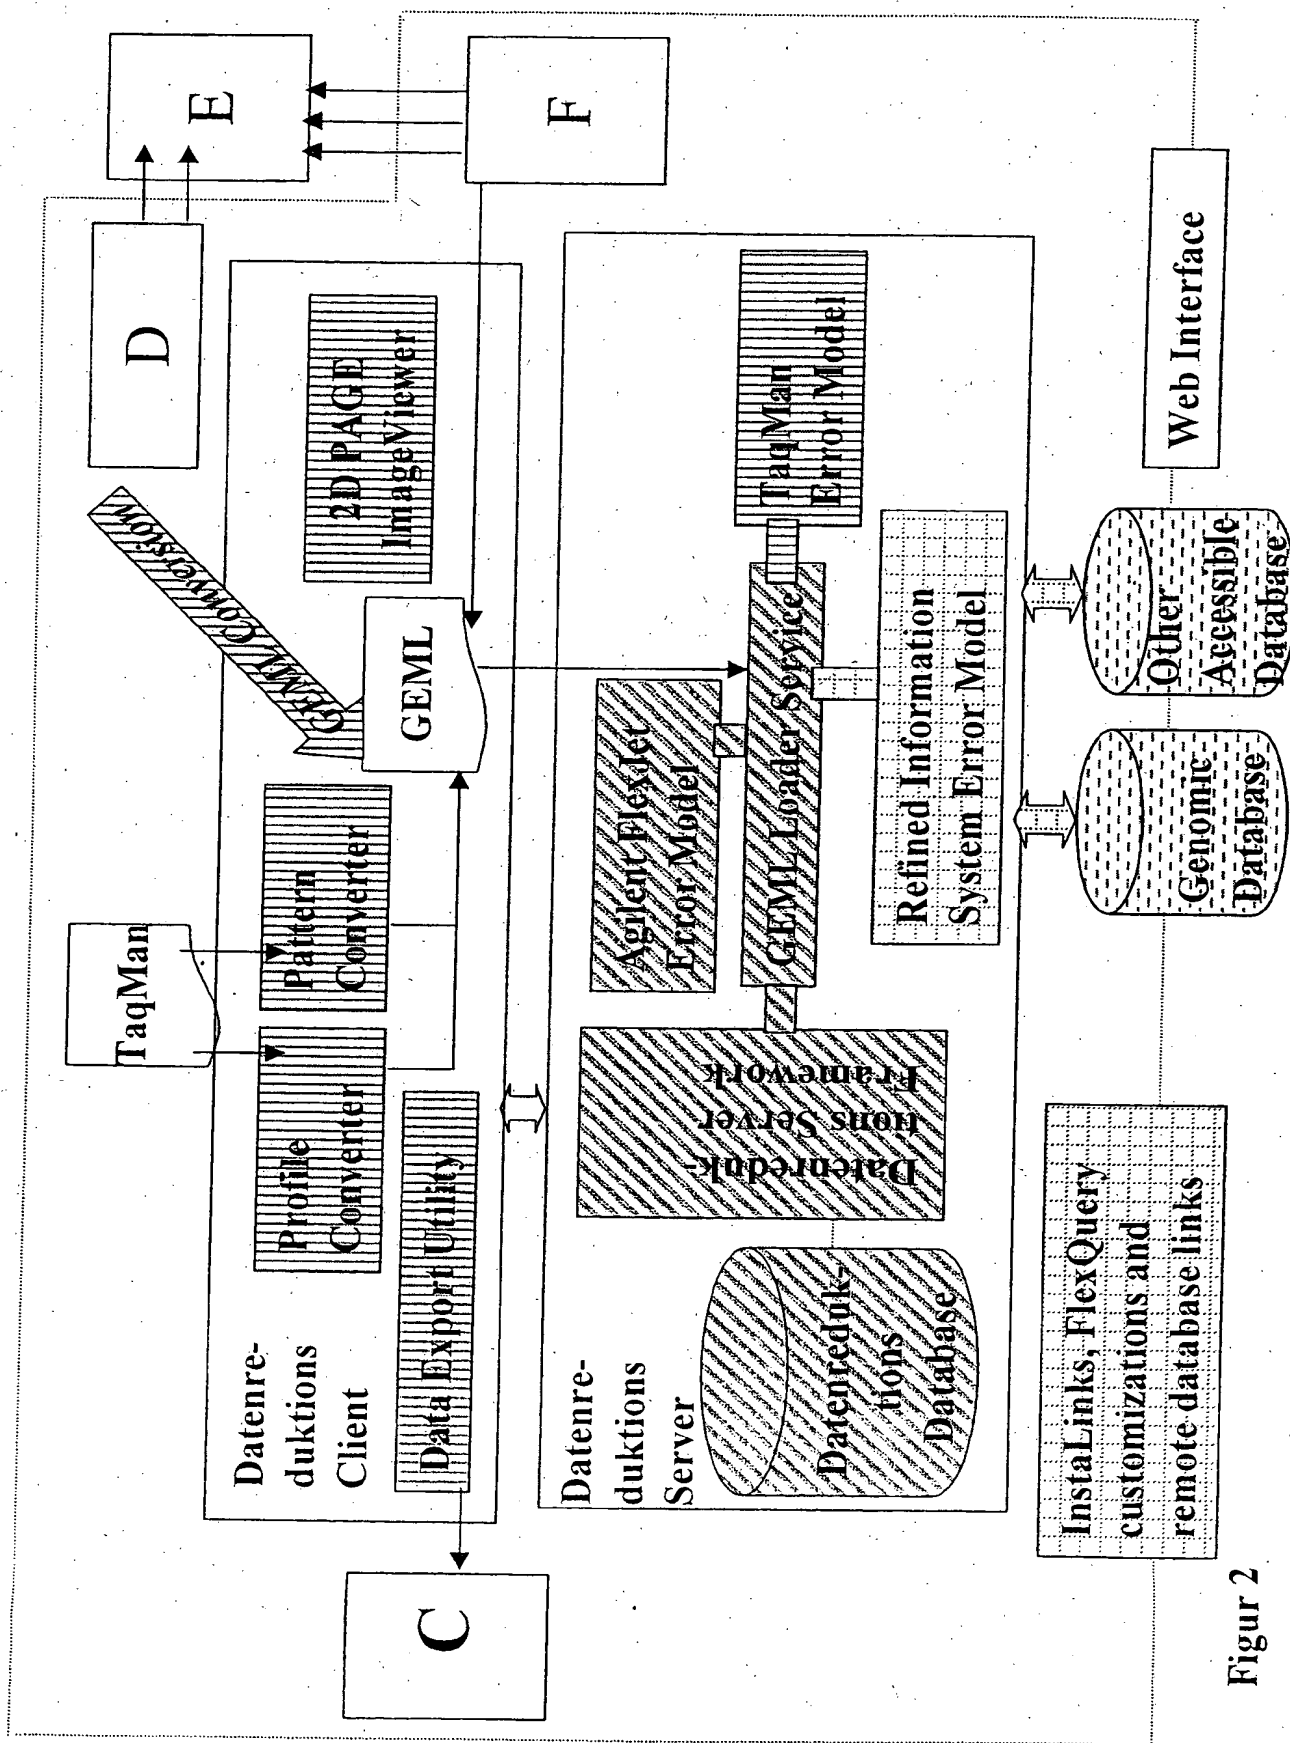 TaqMan
D
E
F
C
Datenre-
duktions
Client
Profile
Converter
Pattern
Converter
GEML Conversion
GEML
2D PAGE
ImageViewer
Data Export Utility
Datenre-
duktions
Server
Datenreduk-
tions
Database
Datenreduk-
tions Server
Framework
Agilent FlexJet
Error Model
GEML Loader Service
TaqMan
Error Model
Refined Information
System Error Model
InstaLinks, FlexQuery
customizations and
remote database links
Genomic
Database
Other
Accessible
Database
Web Interface
Figur 2